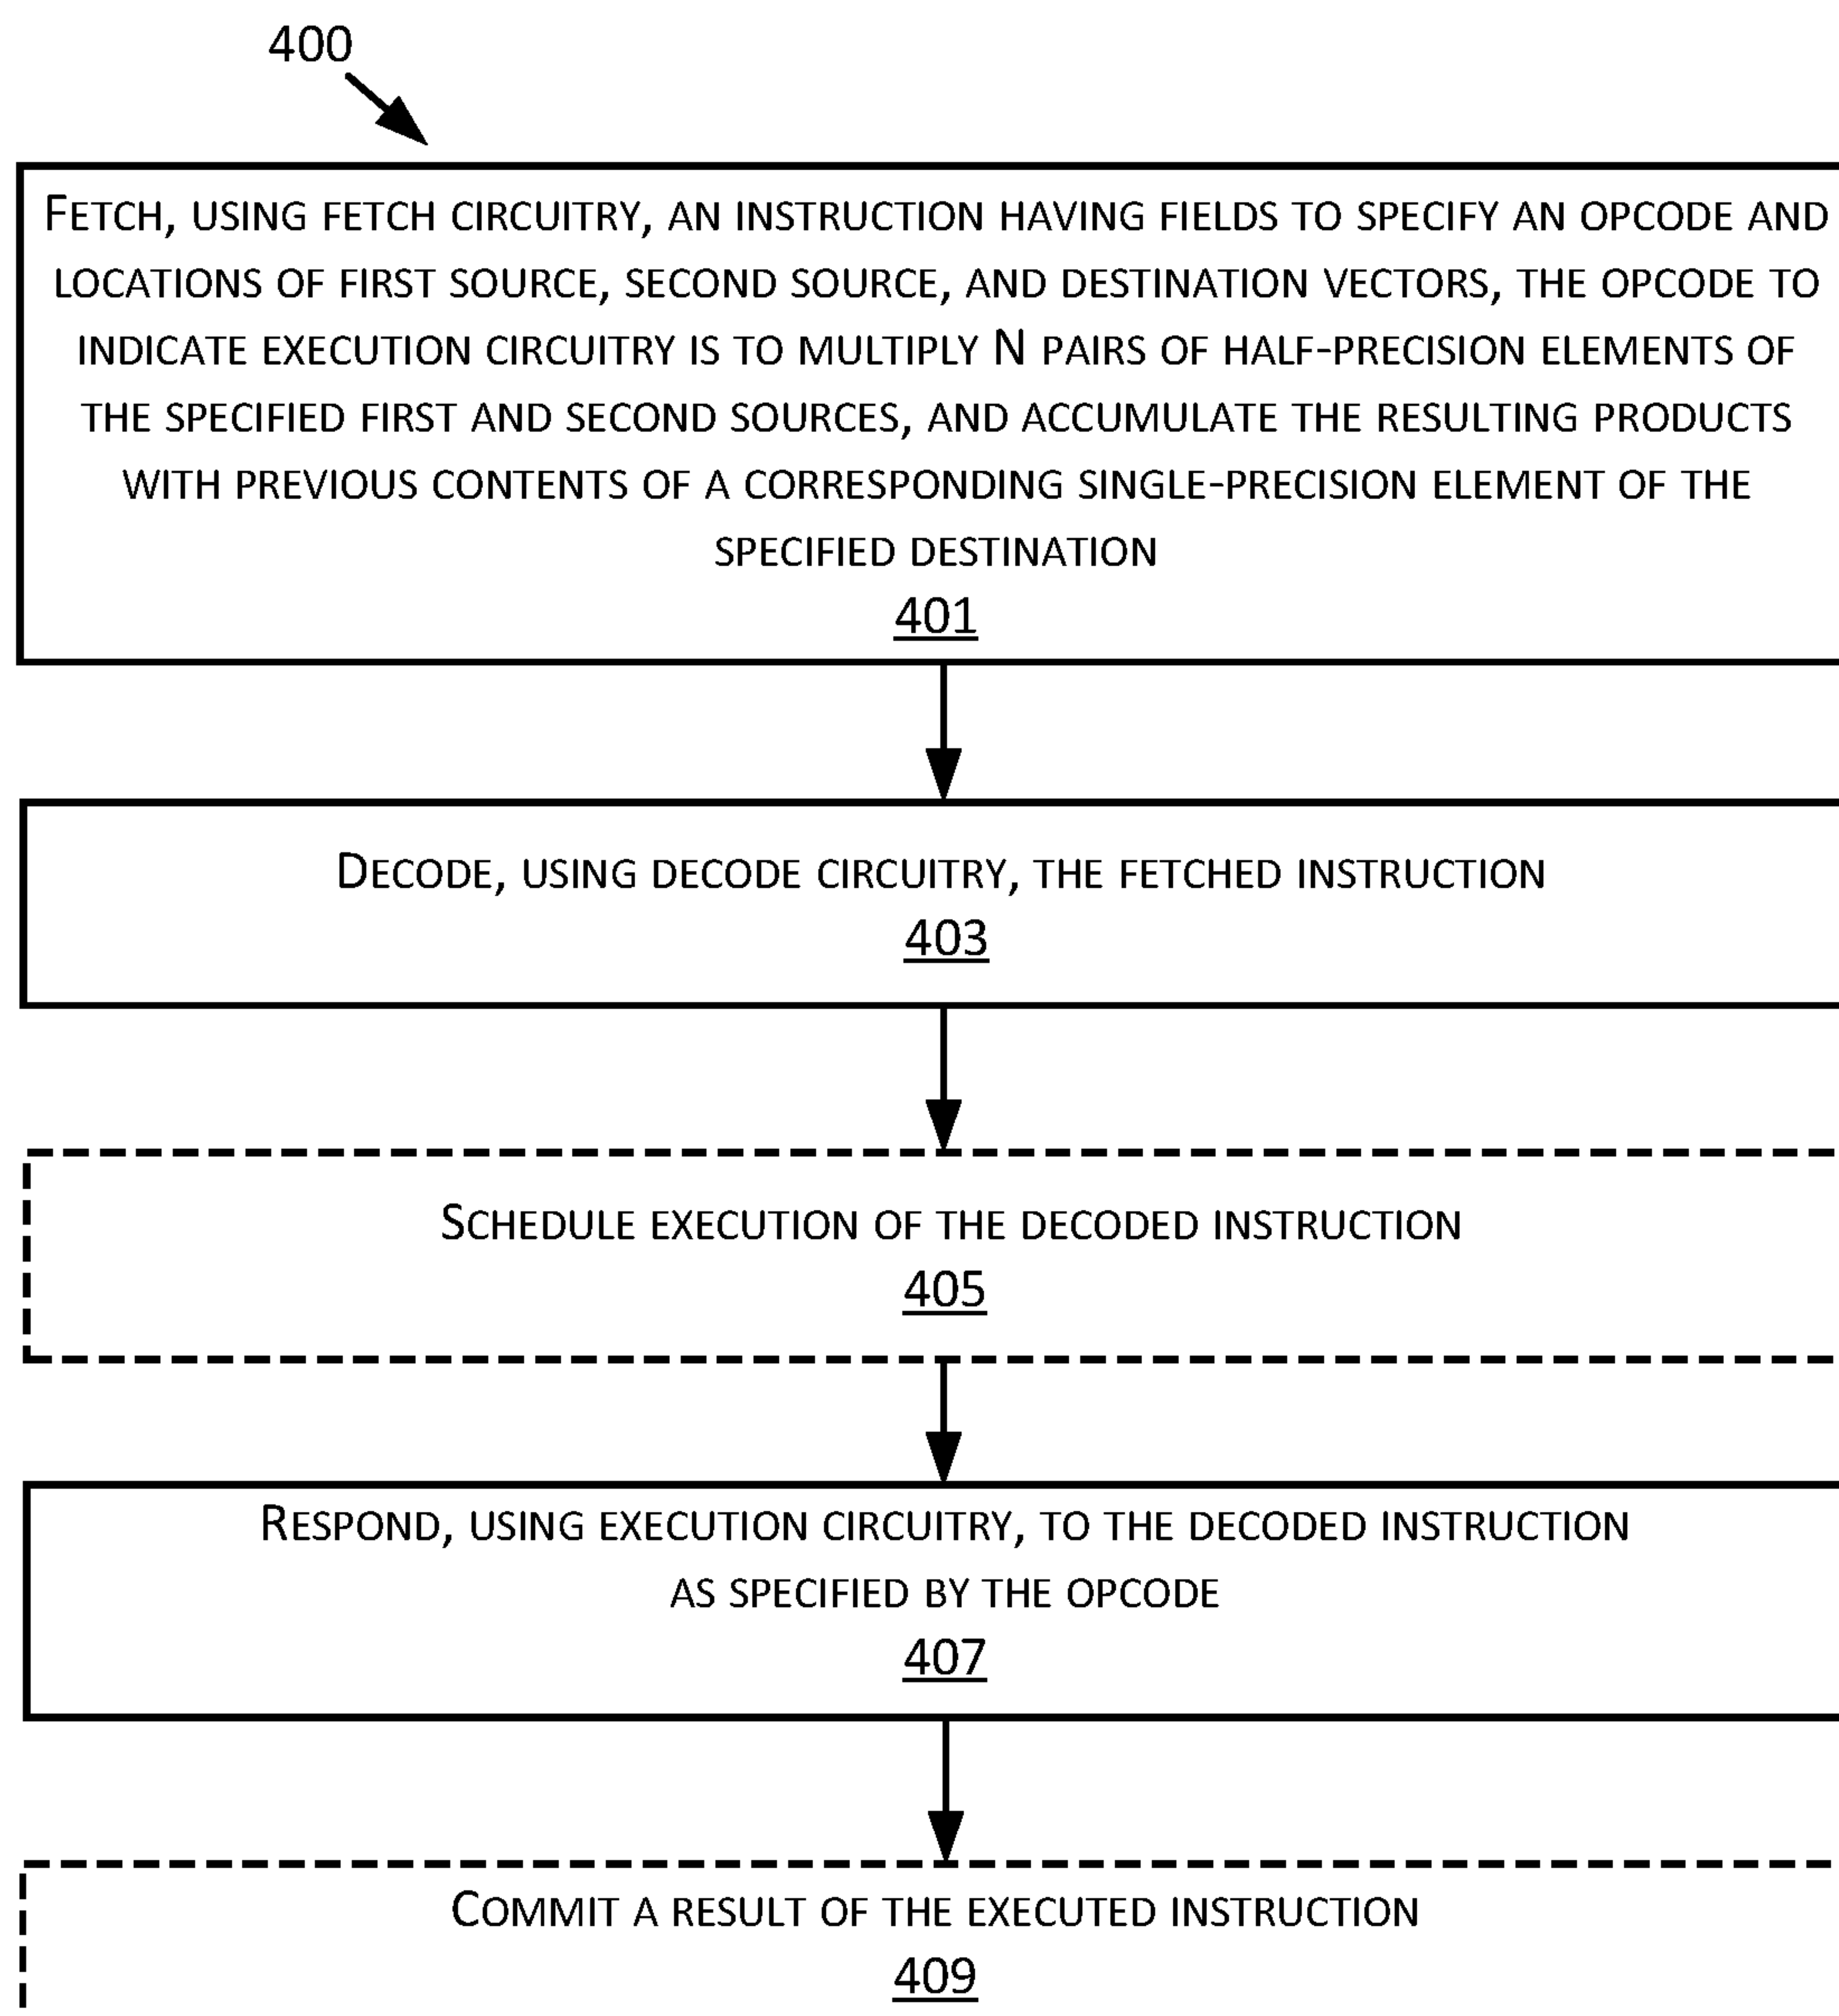 400
FETCH, USING FETCH CIRCUITRY, AN INSTRUCTION HAVING FIELDS TO SPECIFY AN OPCODE AND
LOCATIONS OF FIRST SOURCE, SECOND SOURCE, AND DESTINATION VECTORS, THE OPCODE TO
INDICATE EXECUTION CIRCUITRY IS TO MULTIPLY N PAIRS OF HALF-PRECISION ELEMENTS OF
THE SPECIFIED FIRST AND SECOND SOURCES, AND ACCUMULATE THE RESULTING PRODUCTS
WITH PREVIOUS CONTENTS OF A CORRESPONDING SINGLE-PRECISION ELEMENT OF THE
SPECIFIED DESTINATION
401
DECODE, USING DECODE CIRCUITRY, THE FETCHED INSTRUCTION
403
SCHEDULE EXECUTION OF THE DECODED INSTRUCTION
405
RESPOND, USING EXECUTION CIRCUITRY, TO THE DECODED INSTRUCTION
AS SPECIFIED BY THE OPCODE
407
COMMIT A RESULT OF THE EXECUTED INSTRUCTION
409